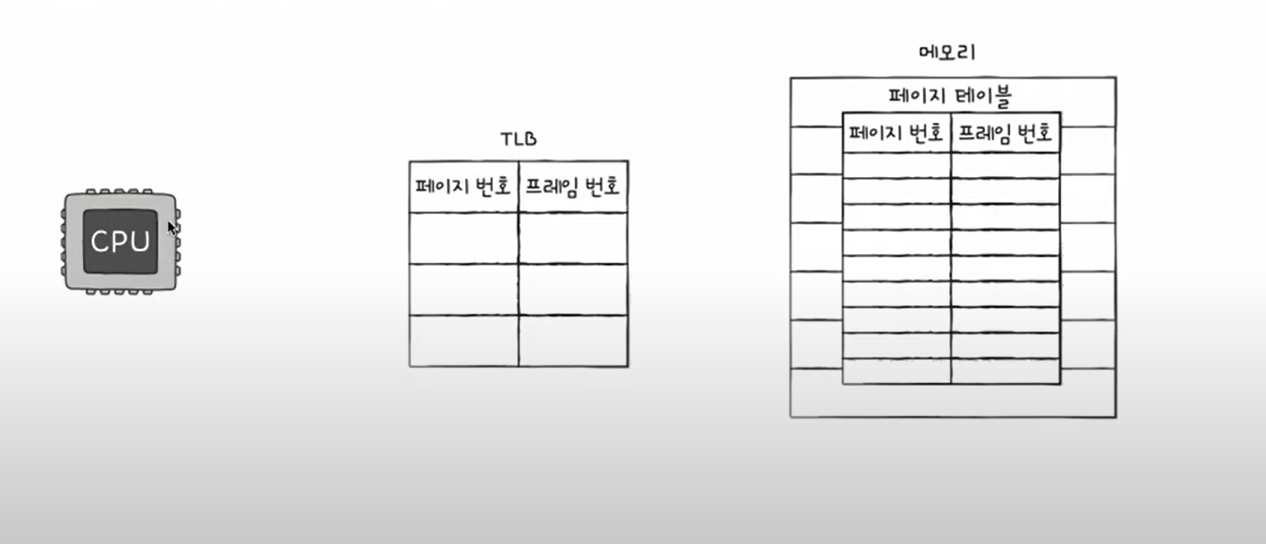 CPU
TLB
페이지 번호 프레임 번호
메모리
페이지 테이블
페이지 번호 프레임 번호